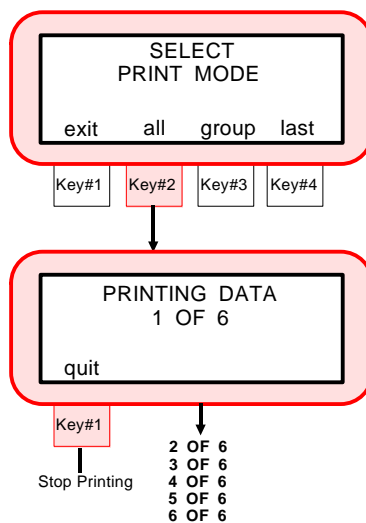 SELECT
PRINT MODE
exit all group last
Key#1 Key#2 Key#3 Key#4
PRINTING DATA
1 OF 6
quit
Key#1
Stop Printing
2 OF 6
3 OF 6
4 OF 6
5 OF 6
6 OF 6